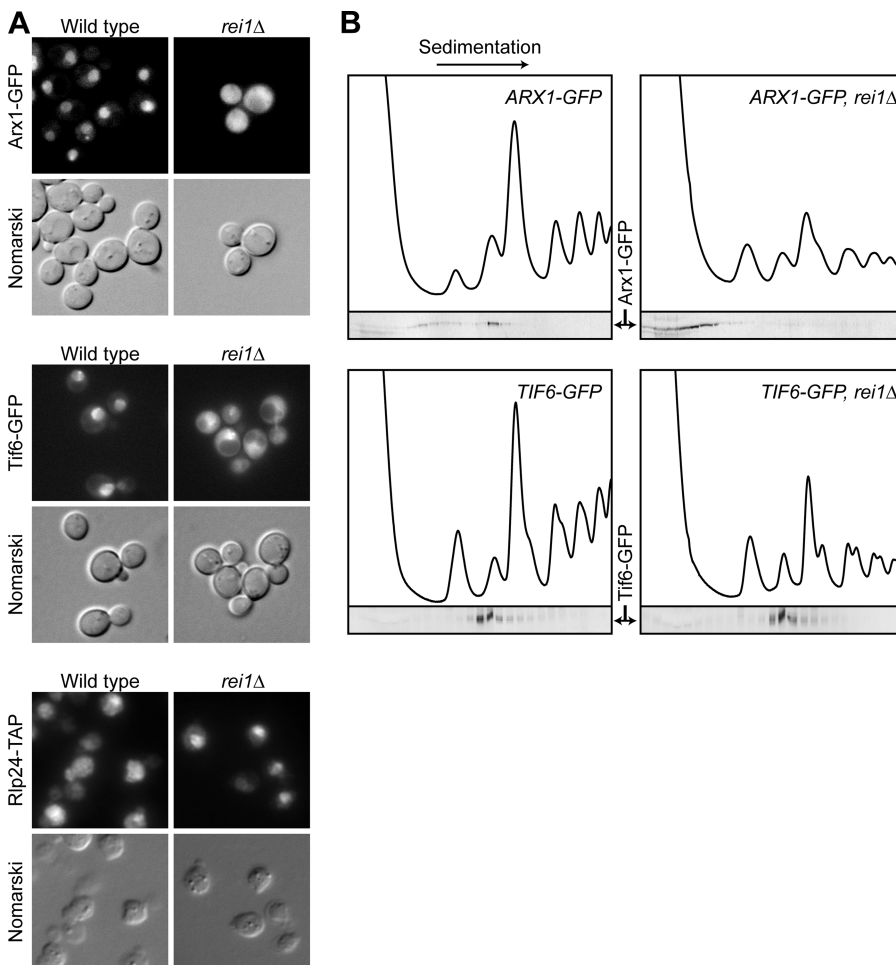 A
Wild type
rei1Δ
Arx1-GFP
Nomarski
Wild type
rei1Δ
Tif6-GFP
Nomarski
Wild type
rei1Δ
Rlp24-TAP
Nomarski
B
Sedimentation
ARX1-GFP
ARX1-GFP, rei1Δ
Arx1-GFP
TIF6-GFP
TIF6-GFP, rei1Δ
Tif6-GFP